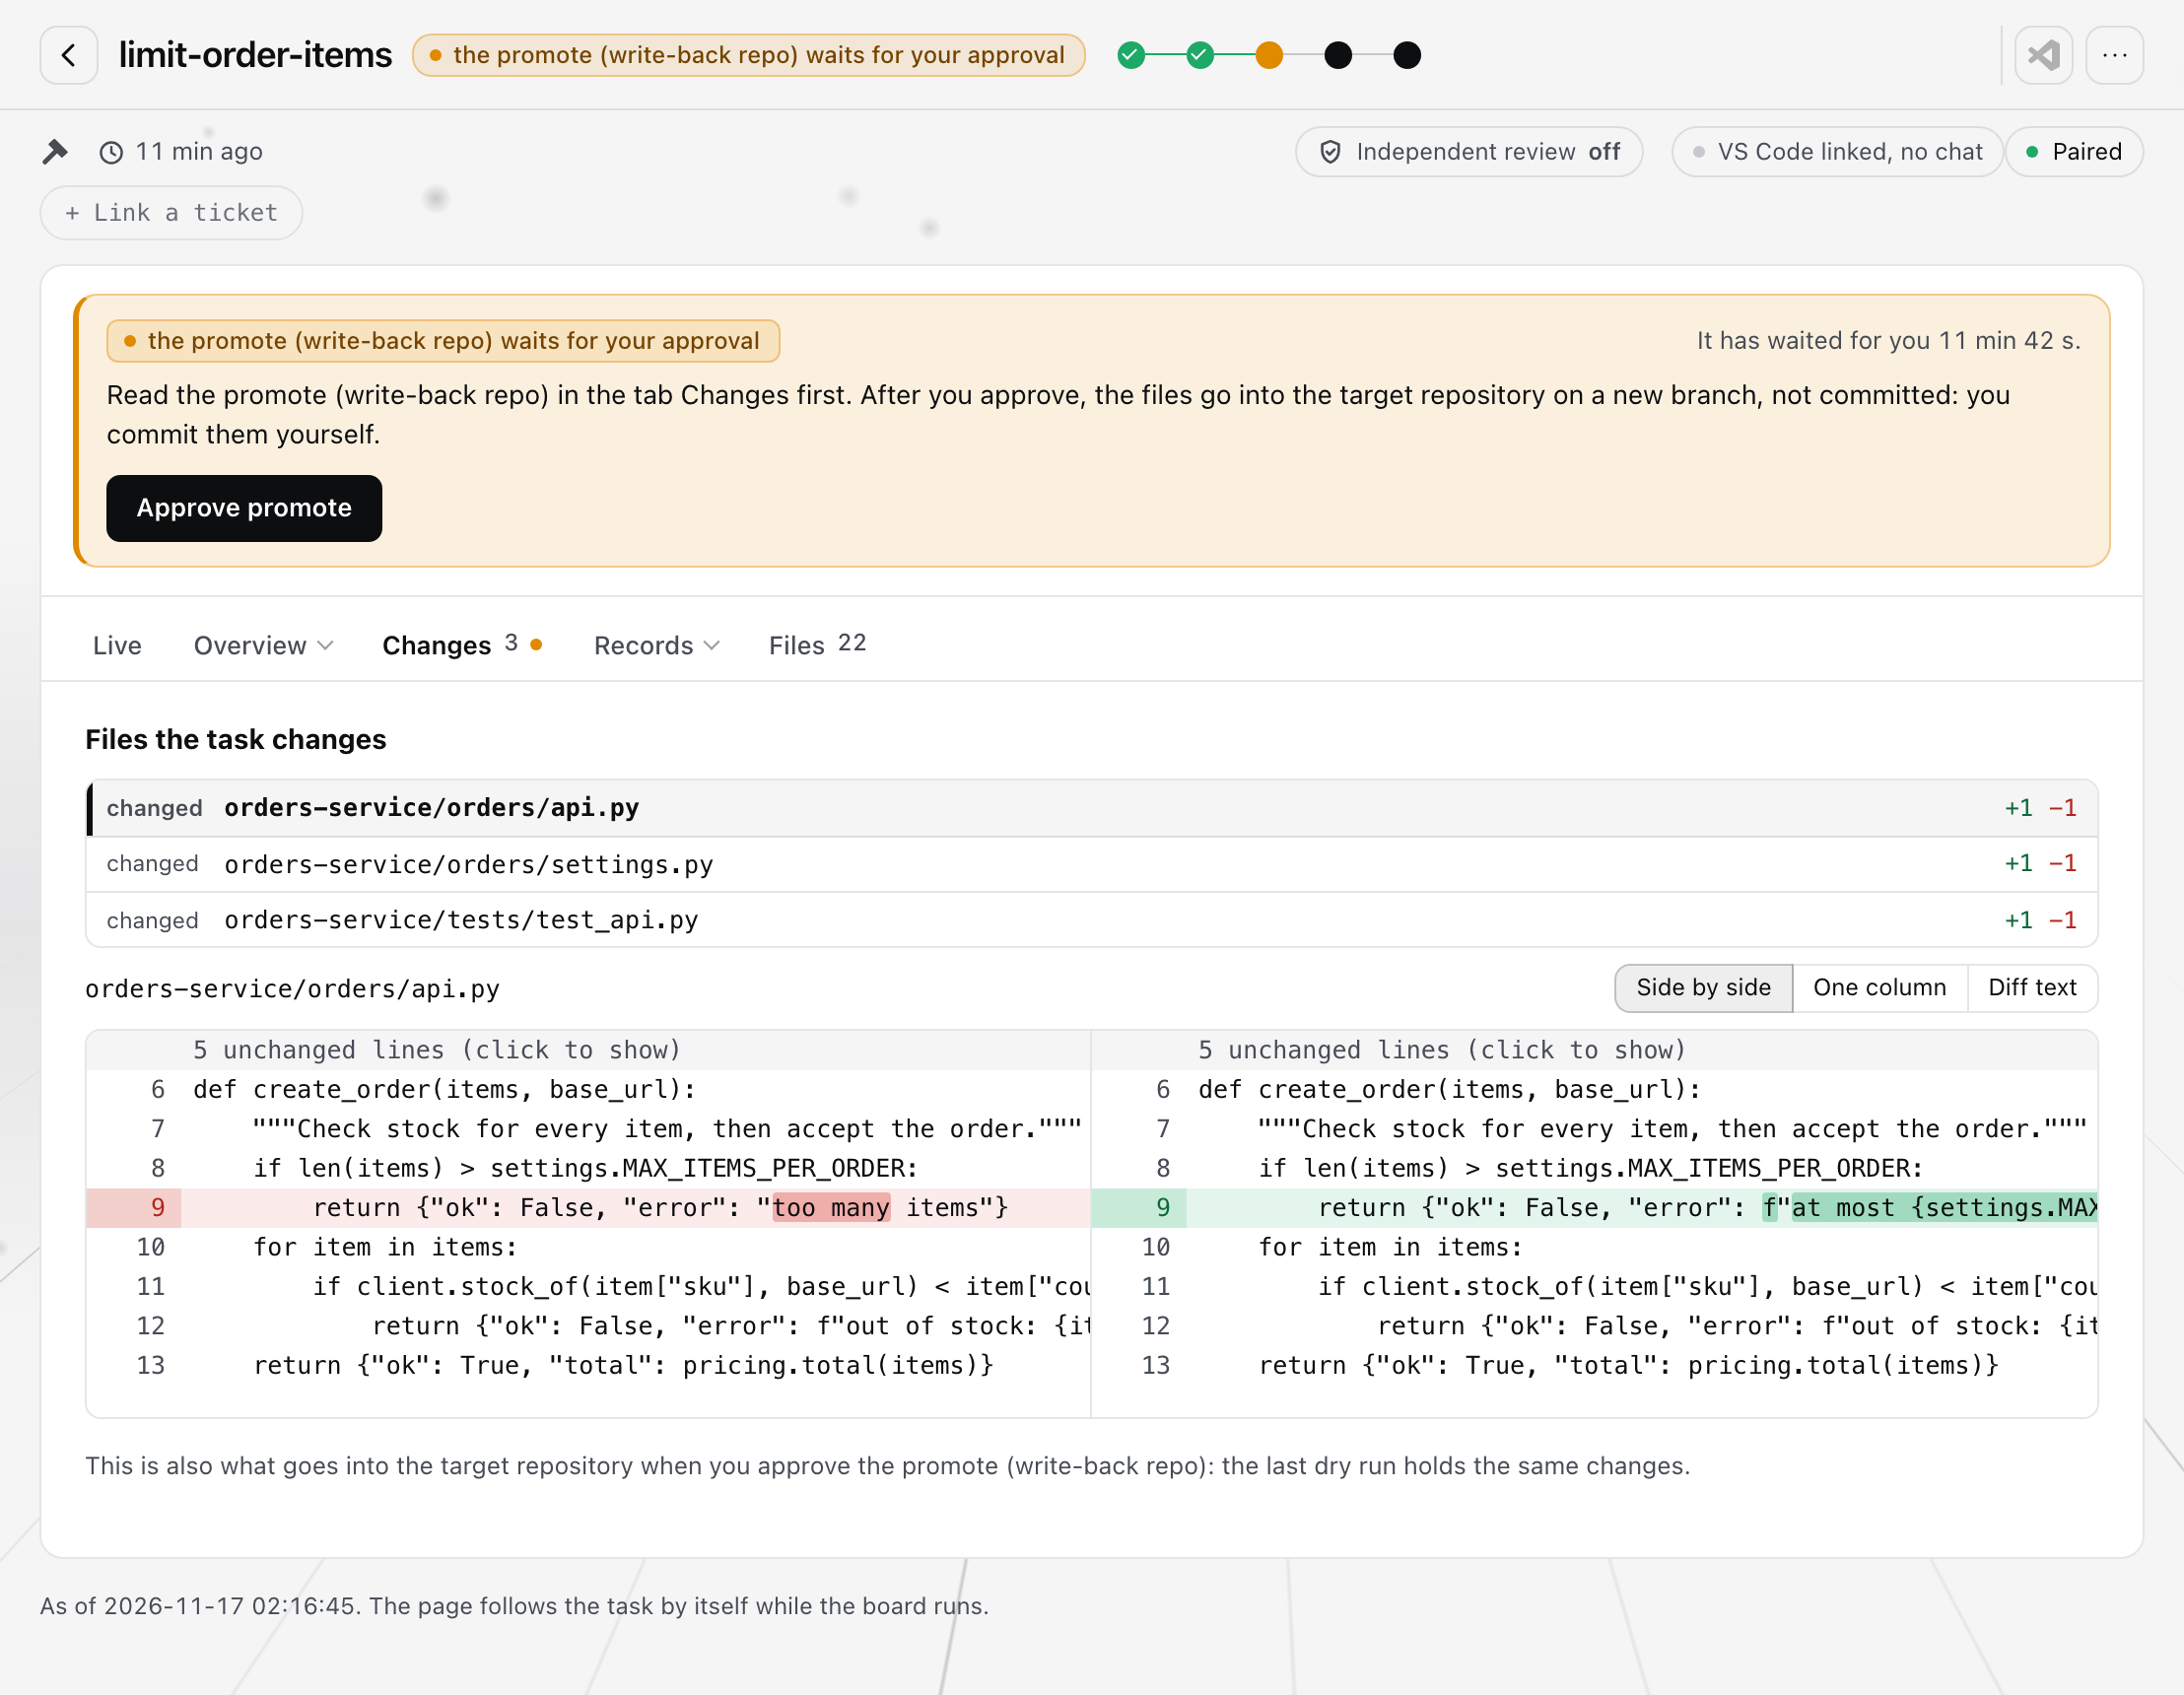 limit-order-items
the promote (write-back repo) waits for your approval
11 min ago
Independent review off
VS Code linked, no chat
Paired
+ Link a ticket
the promote (write-back repo) waits for your approval
It has waited for you 11 min 42 s.
Read the promote (write-back repo) in the tab Changes first. After you approve, the files go into the target repository on a new branch, not committed: you
commit them yourself.
Approve promote
Live Overview Changes 3 Records Files 22
Files the task changes
changed orders-service/orders/api.py +1 −1
changed orders-service/orders/settings.py +1 −1
changed orders-service/tests/test_api.py +1 −1
orders-service/orders/api.py
Side by side One column Diff text
5 unchanged lines (click to show)
6 def create_order(items, base_url):
7 """Check stock for every item, then accept the order."""
8 if len(items) > settings.MAX_ITEMS_PER_ORDER:
9 return {"ok": False, "error": "too many items"}
10 for item in items:
11 if client.stock_of(item["sku"], base_url) < item["cou
12 return {"ok": False, "error": f"out of stock: {it
13 return {"ok": True, "total": pricing.total(items)}
5 unchanged lines (click to show)
6 def create_order(items, base_url):
7 """Check stock for every item, then accept the order."""
8 if len(items) > settings.MAX_ITEMS_PER_ORDER:
9 return {"ok": False, "error": f"at most {settings.MAX
10 for item in items:
11 if client.stock_of(item["sku"], base_url) < item["cou
12 return {"ok": False, "error": f"out of stock: {it
13 return {"ok": True, "total": pricing.total(items)}
This is also what goes into the target repository when you approve the promote (write-back repo): the last dry run holds the same changes.
As of 2026-11-17 02:16:45. The page follows the task by itself while the board runs.